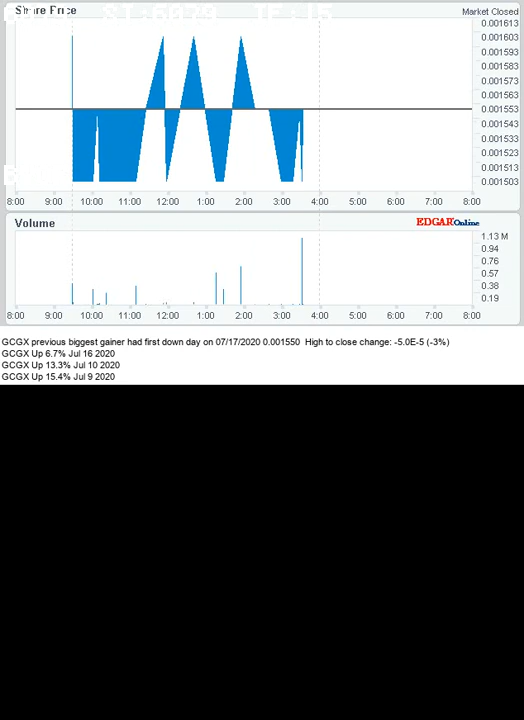 Share Price
Market Closed
0.001613
0.001603
0.001593
0.001583
0.001573
0.001563
0.001553
0.001543
0.001533
0.001523
0.001513
0.001503
8:00 9:00 10:00 11:00 12:00 1:00 2:00 3:00 4:00 5:00 6:00 7:00 8:00
Volume
EDGAROnline
1.13 M
0.94
0.76
0.57
0.38
0.19
8:00 9:00 10:00 11:00 12:00 1:00 2:00 3:00 4:00 5:00 6:00 7:00 8:00
GCGX previous biggest gainer had first down day on 07/17/2020 0.001550 High to close change: -5.0E-5 (-3%)
GCGX Up 6.7% Jul 16 2020
GCGX Up 13.3% Jul 10 2020
GCGX Up 15.4% Jul 9 2020